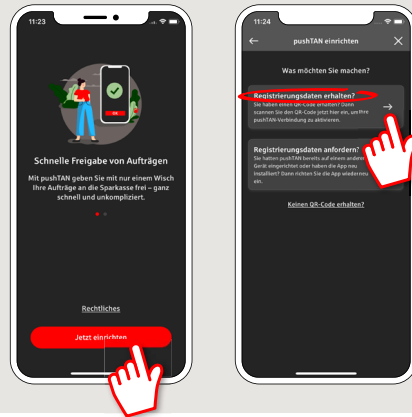 11:23
OK
Schnelle Freigabe von Aufträgen
Mit pushTAN geben Sie mit nur einem Wisch
Ihre Aufträge an die Sparkasse frei – ganz
schnell und unkompliziert.
Rechtliches
Jetzt einrichten
11:24
pushTAN einrichten
Was möchten Sie machen?
Registrierungsdaten erhalten?
Sie haben einen QR-Code erhalten? Dann
scannen Sie den QR-Code jetzt hier ein, um Ihre
pushTAN-Verbindung zu aktivieren.
Registrierungsdaten anfordern?
Sie hatten pushTAN bereits auf einem anderen
Gerät eingerichtet oder haben die App neu
installiert? Dann richten Sie die App wieder neu
ein.
Keinen QR-Code erhalten?